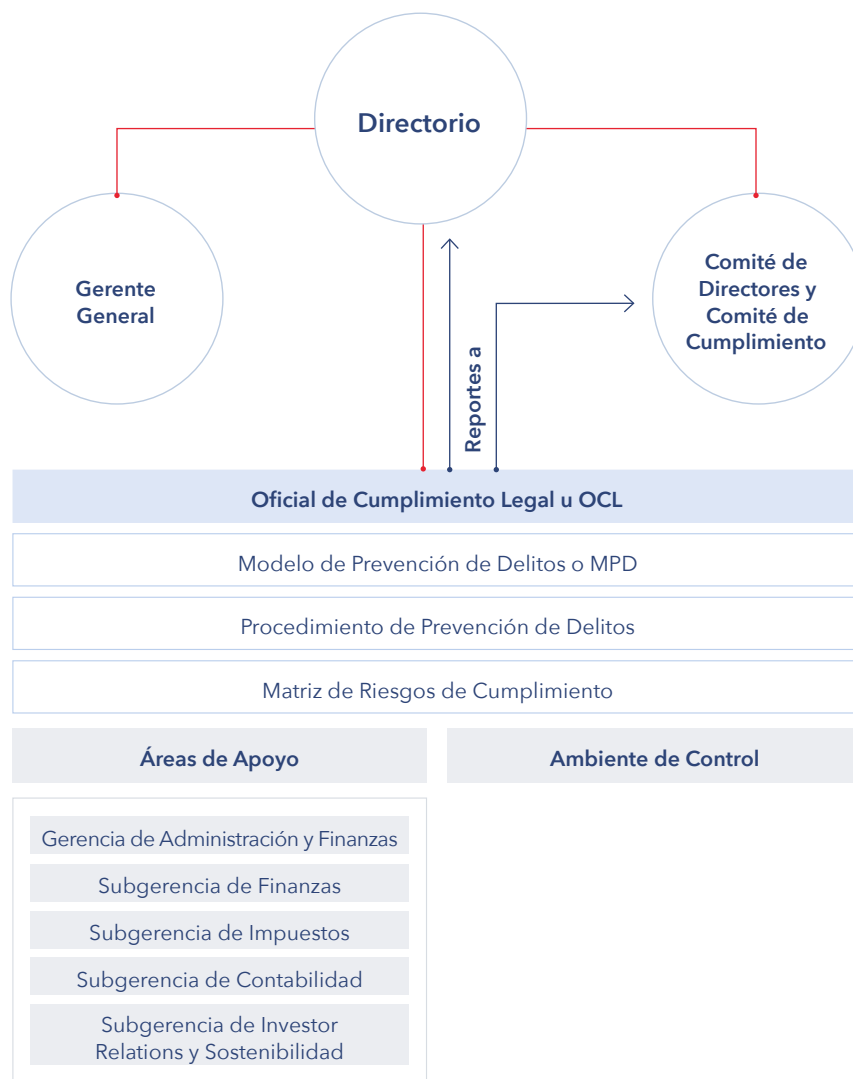 Directorio
Gerente
General
Comité de
Directores y
Comité de
Cumplimiento
Reportes a
Oficial de Cumplimiento Legal u OCL
Modelo de Prevención de Delitos o MPD
Procedimiento de Prevención de Delitos
Matriz de Riesgos de Cumplimiento
Áreas de Apoyo
Ambiente de Control
Gerencia de Administración y Finanzas
Subgerencia de Finanzas
Subgerencia de Impuestos
Subgerencia de Contabilidad
Subgerencia de Investor
Relations y Sostenibilidad